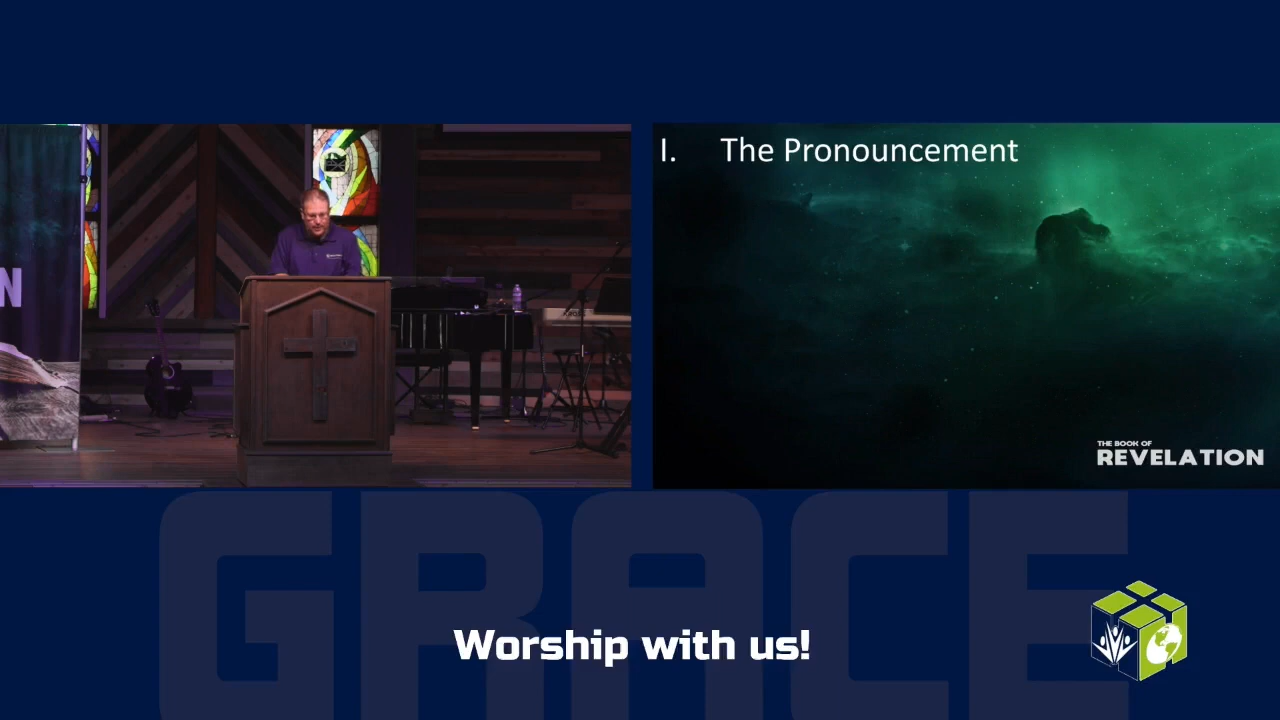 I. The Pronouncement
N
THE BOOK OF
REVELATION
GRACE
Worship with us!